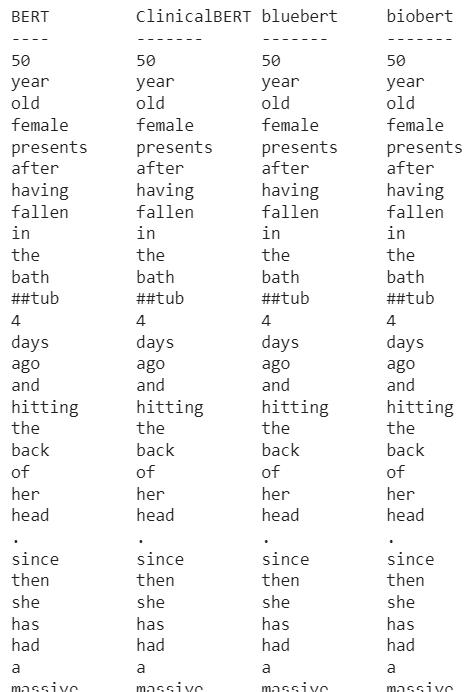 BERT ClinicalBERT bluebert biobert
---- ------- ------- -------
50 50 50 50
year year year year
old old old old
female female female female
presents presents presents presents
after after after after
having having having having
fallen fallen fallen fallen
in in in in
the the the the
bath bath bath bath
##tub ##tub ##tub ##tub
4 4 4 4
days days days days
ago ago ago ago
and and and and
hitting hitting hitting hitting
the the the the
back back back back
of of of of
her her her her
head head head head
. . . .
since since since since
then then then then
she she she she
has has has has
had had had had
a a a a
massive massive massive massive